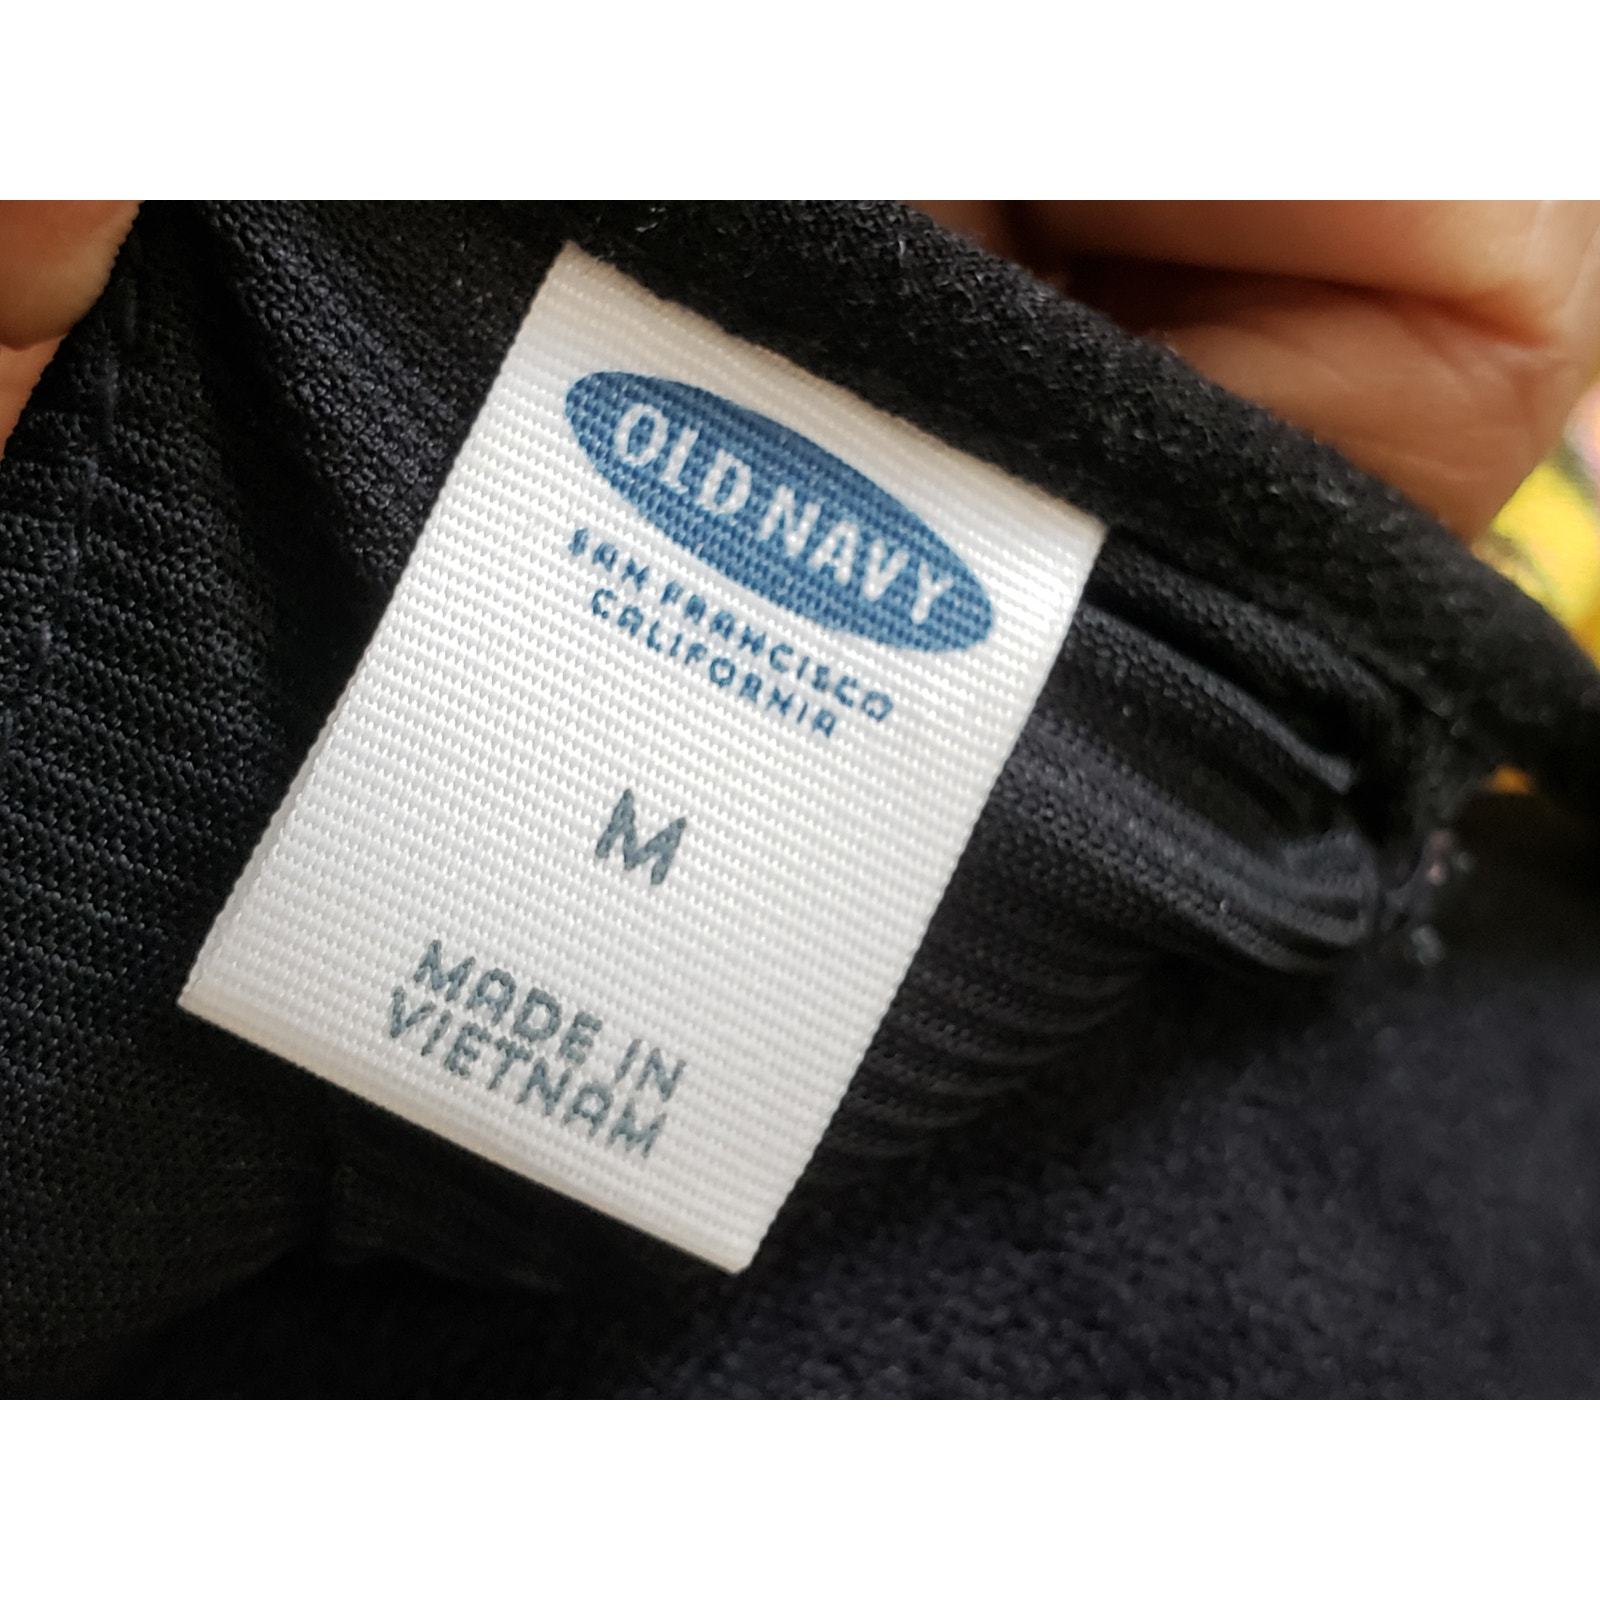 OLD NAVY
SAN FRANCISCO
CALIFORNIA
M
MADE IN
VIETNAM